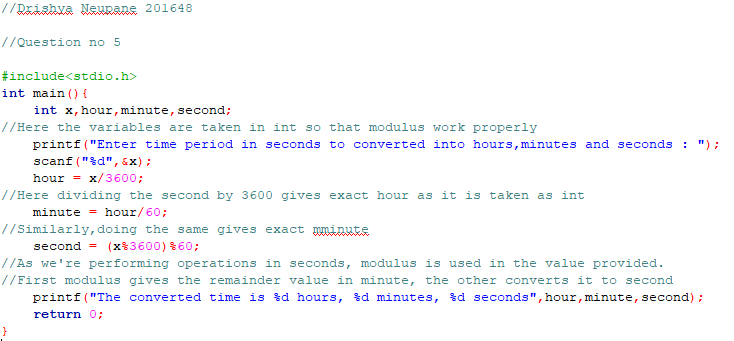 //Drishya Neupane 201648
//Question no 5
#include<stdio.h>
int main(){
    int x,hour,minute,second;
//Here the variables are taken in int so that modulus work properly
    printf("Enter time period in seconds to converted into hours,minutes and seconds : ");
    scanf("%d",&x);
    hour = x/3600;
//Here dividing the second by 3600 gives exact hour as it is taken as int
    minute = hour/60;
//Similarly,doing the same gives exact mminute
    second = (x%3600)%60;
//As we're performing operations in seconds, modulus is used in the value provided.
//First modulus gives the remainder value in minute, the other converts it to second
    printf("The converted time is %d hours, %d minutes, %d seconds",hour,minute,second);
    return 0;
}